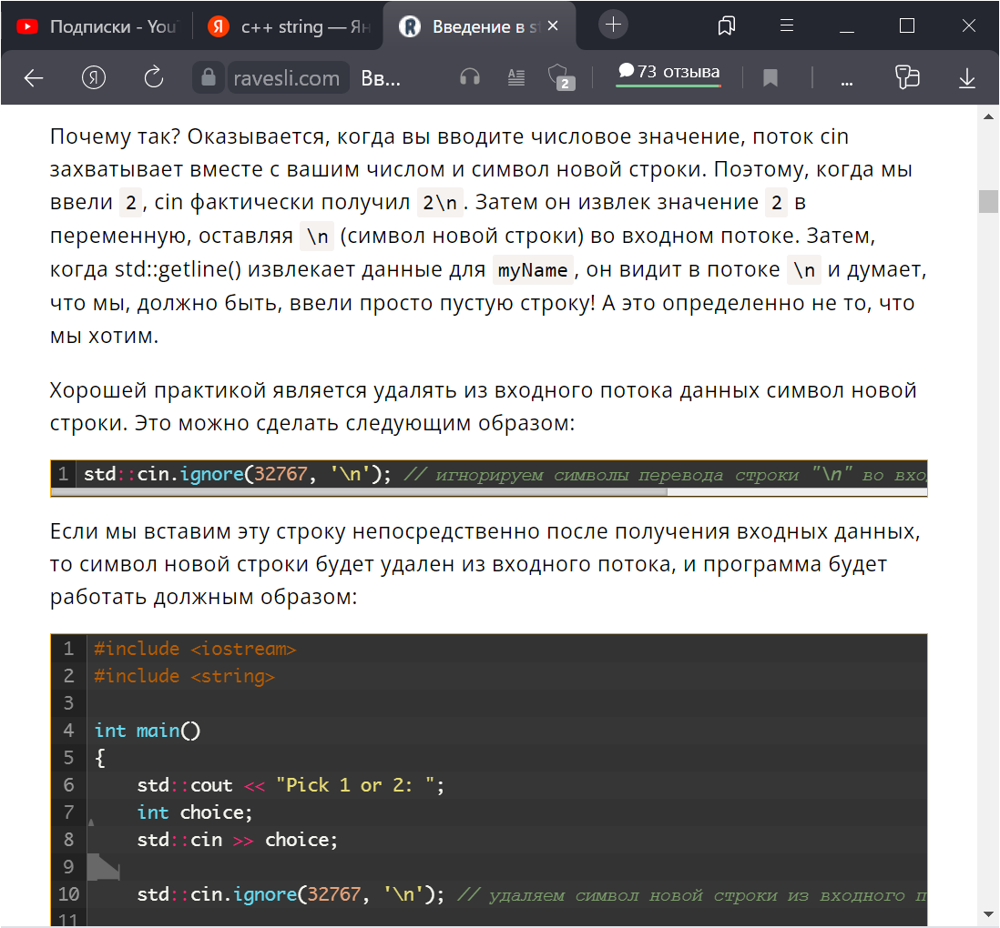 Подписки - You
Я
c++ string — Ян
R
Введение в st
Я
ravesli.com
Вв...
2
73 отзыва
...
Почему так? Оказывается, когда вы вводите числовое значение, поток cin
захватывает вместе с вашим числом и символ новой строки. Поэтому, когда мы
ввели 2, cin фактически получил 2\n. Затем он извлек значение 2 в
переменную, оставляя \n (символ новой строки) во входном потоке. Затем,
когда std::getline() извлекает данные для myName, он видит в потоке \n и думает,
что мы, должно быть, ввели просто пустую строку! А это определенно не то, что
мы хотим.
Хорошей практикой является удалять из входного потока данных символ новой
строки. Это можно сделать следующим образом:
1 std::cin.ignore(32767, '\n'); // игнорируем символы перевода строки "\n" во вхо
Если мы вставим эту строку непосредственно после получения входных данных,
то символ новой строки будет удален из входного потока, и программа будет
работать должным образом:
1 #include <iostream>
2 #include <string>
3
4 int main()
5 {
6 std::cout << "Pick 1 or 2: ";
7 int choice;
8 std::cin >> choice;
9
10 std::cin.ignore(32767, '\n'); // удаляем символ новой строки из входного п
11